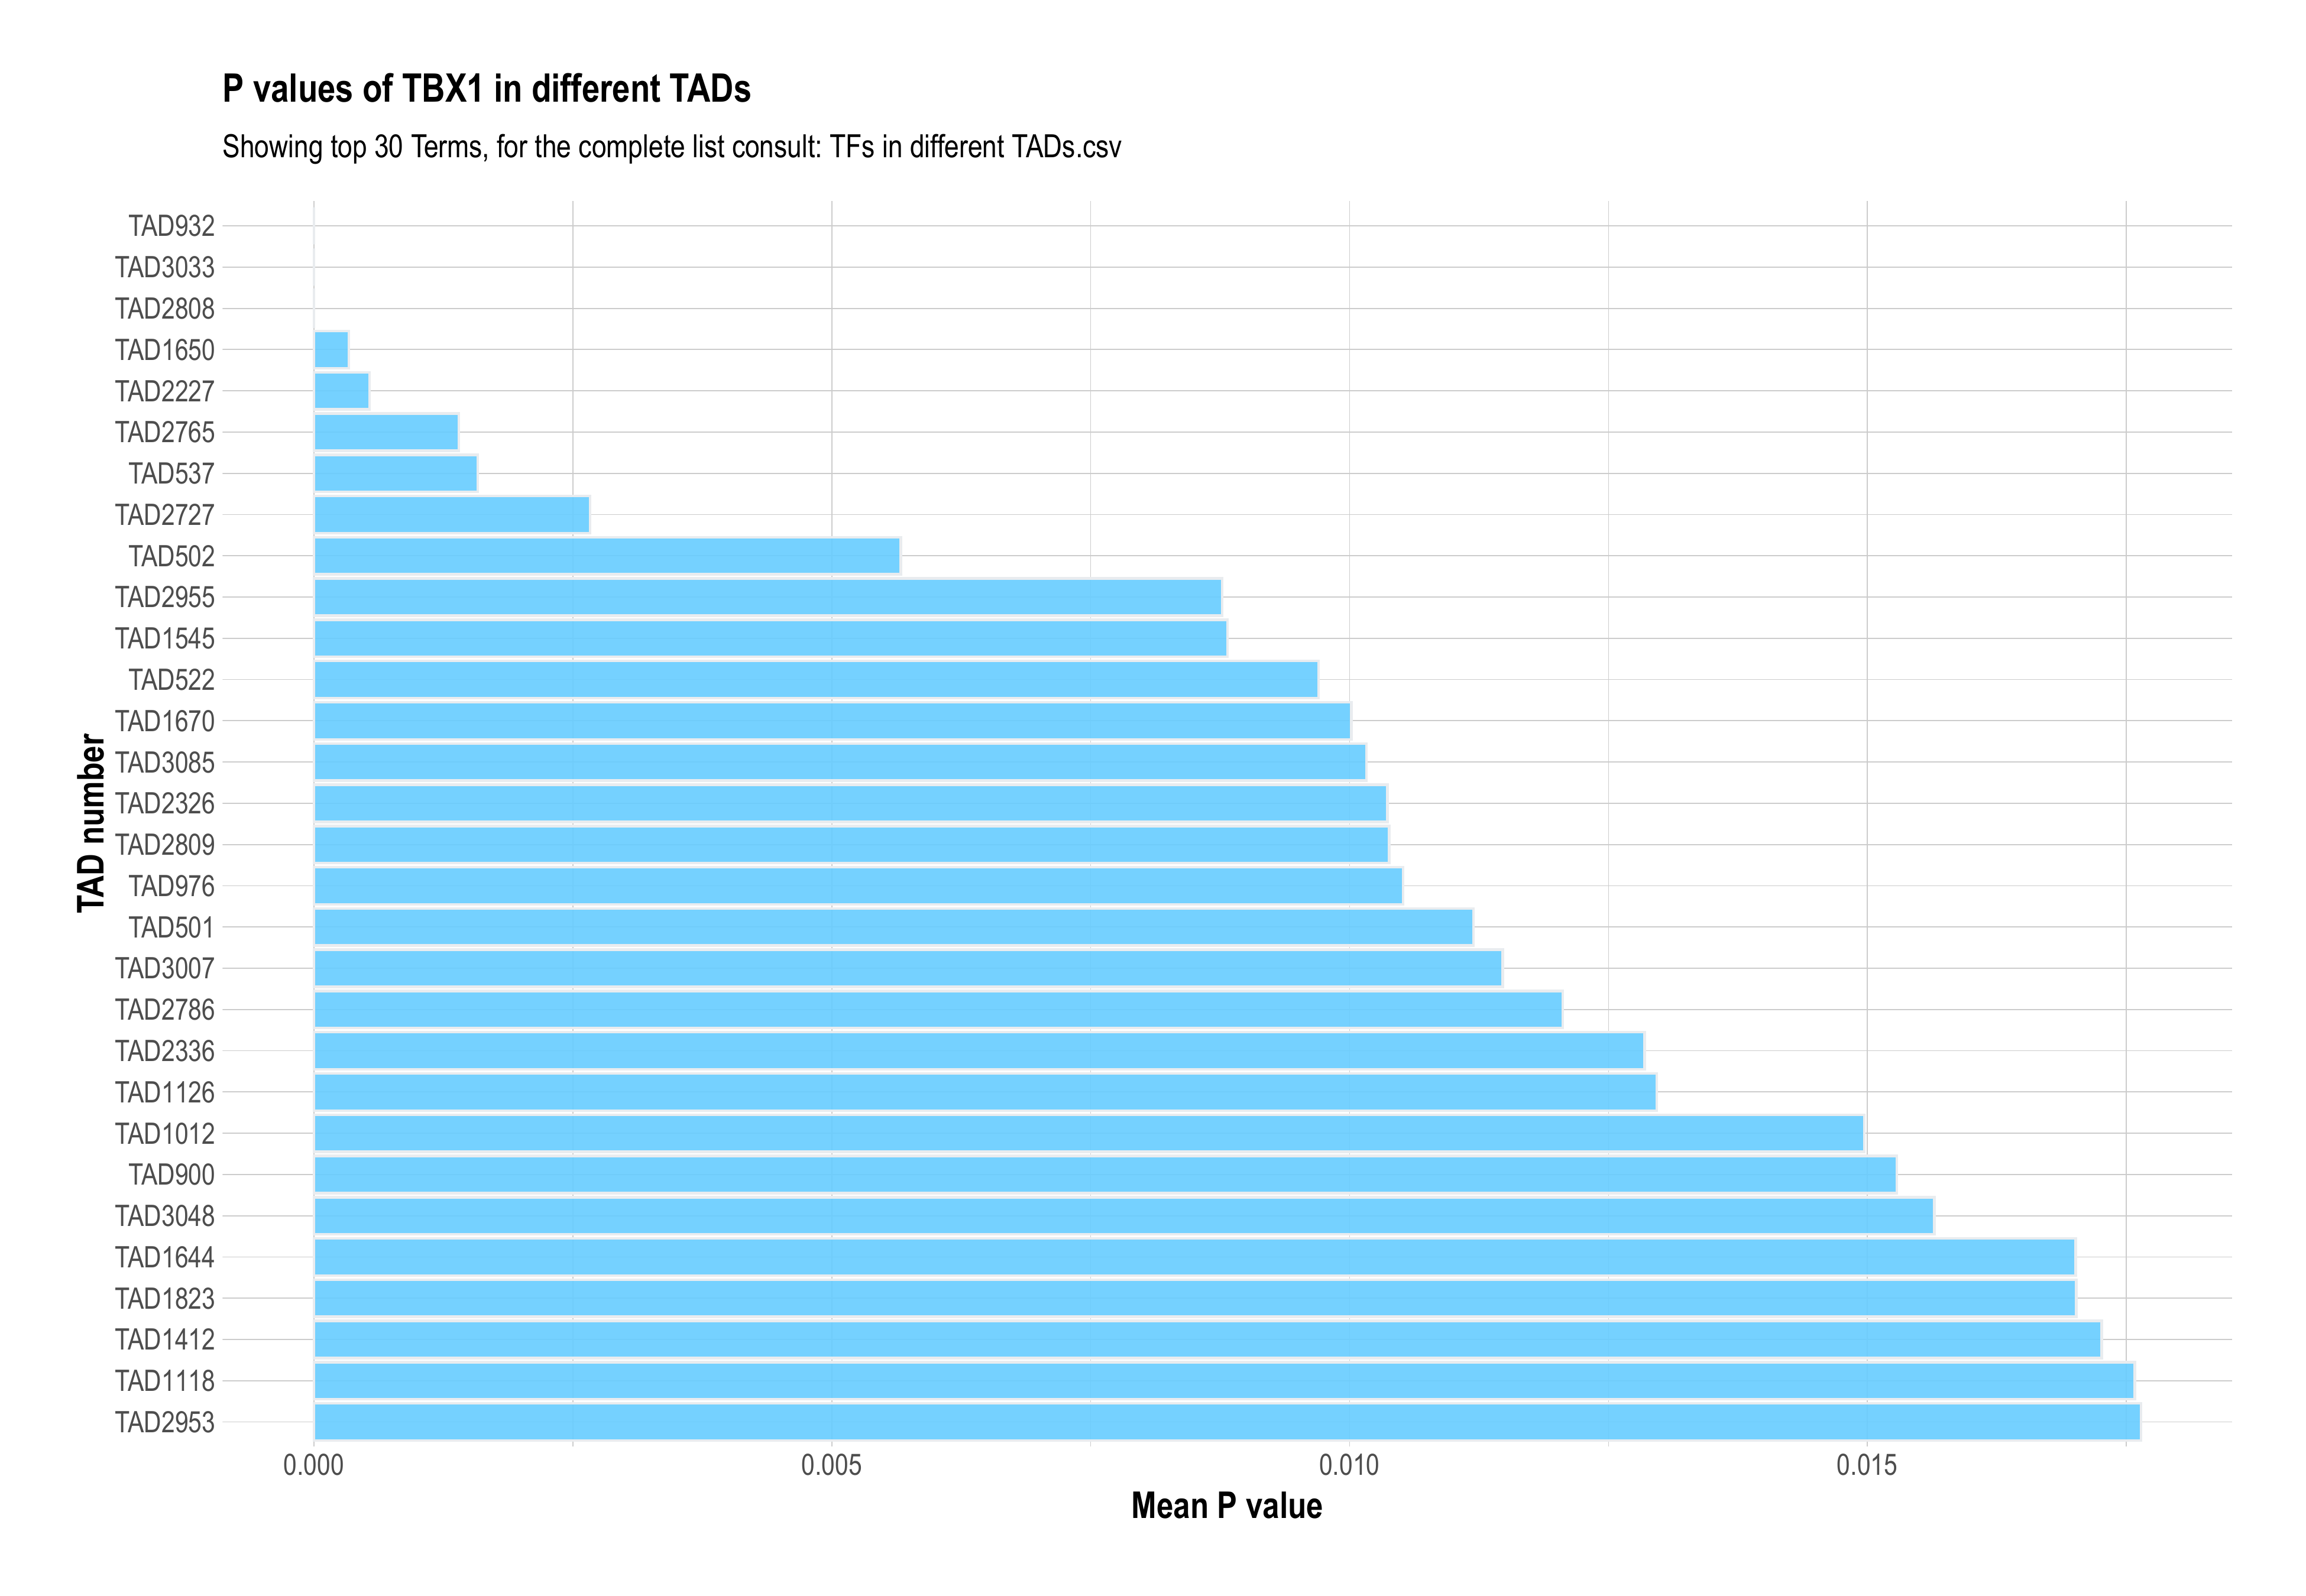 P values of TBX1 in different TADs
Showing top 30 Terms, for the complete list consult: TFs in different TADs.csv
TAD number
TAD932
TAD3033
TAD2808
TAD1650
TAD2227
TAD2765
TAD537
TAD2727
TAD502
TAD2955
TAD1545
TAD522
TAD1670
TAD3085
TAD2326
TAD2809
TAD976
TAD501
TAD3007
TAD2786
TAD2336
TAD1126
TAD1012
TAD900
TAD3048
TAD1644
TAD1823
TAD1412
TAD1118
TAD2953
0.000 0.005 0.010 0.015
Mean P value